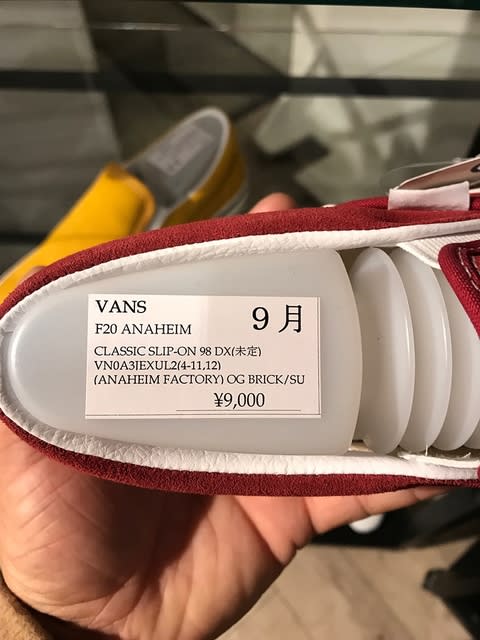 VANS
F20 ANAHEIM
9月
CLASSIC SLIP-ON 98 DX(未定)
VN0A3JEXUL2(4-11,12)
(ANAHEIM FACTORY) OG BRICK/SU
¥9,000